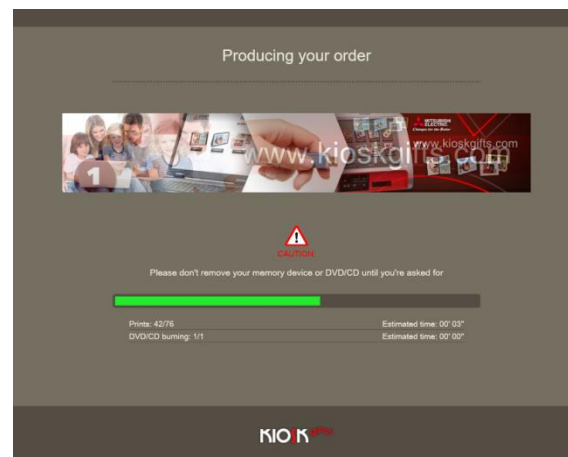 Producing your order
MITSUBISHI
ELECTRIC
Changes for the Better
www.kioskgifts.com
www.kioskgifts.com
1
CAUTION
Please don't remove your memory device or DVD/CD until you're asked for
Prints: 42/76 Estimated time: 00' 03"
DVD/CD burning: 1/1 Estimated time: 00' 00"
KIOSK gifts